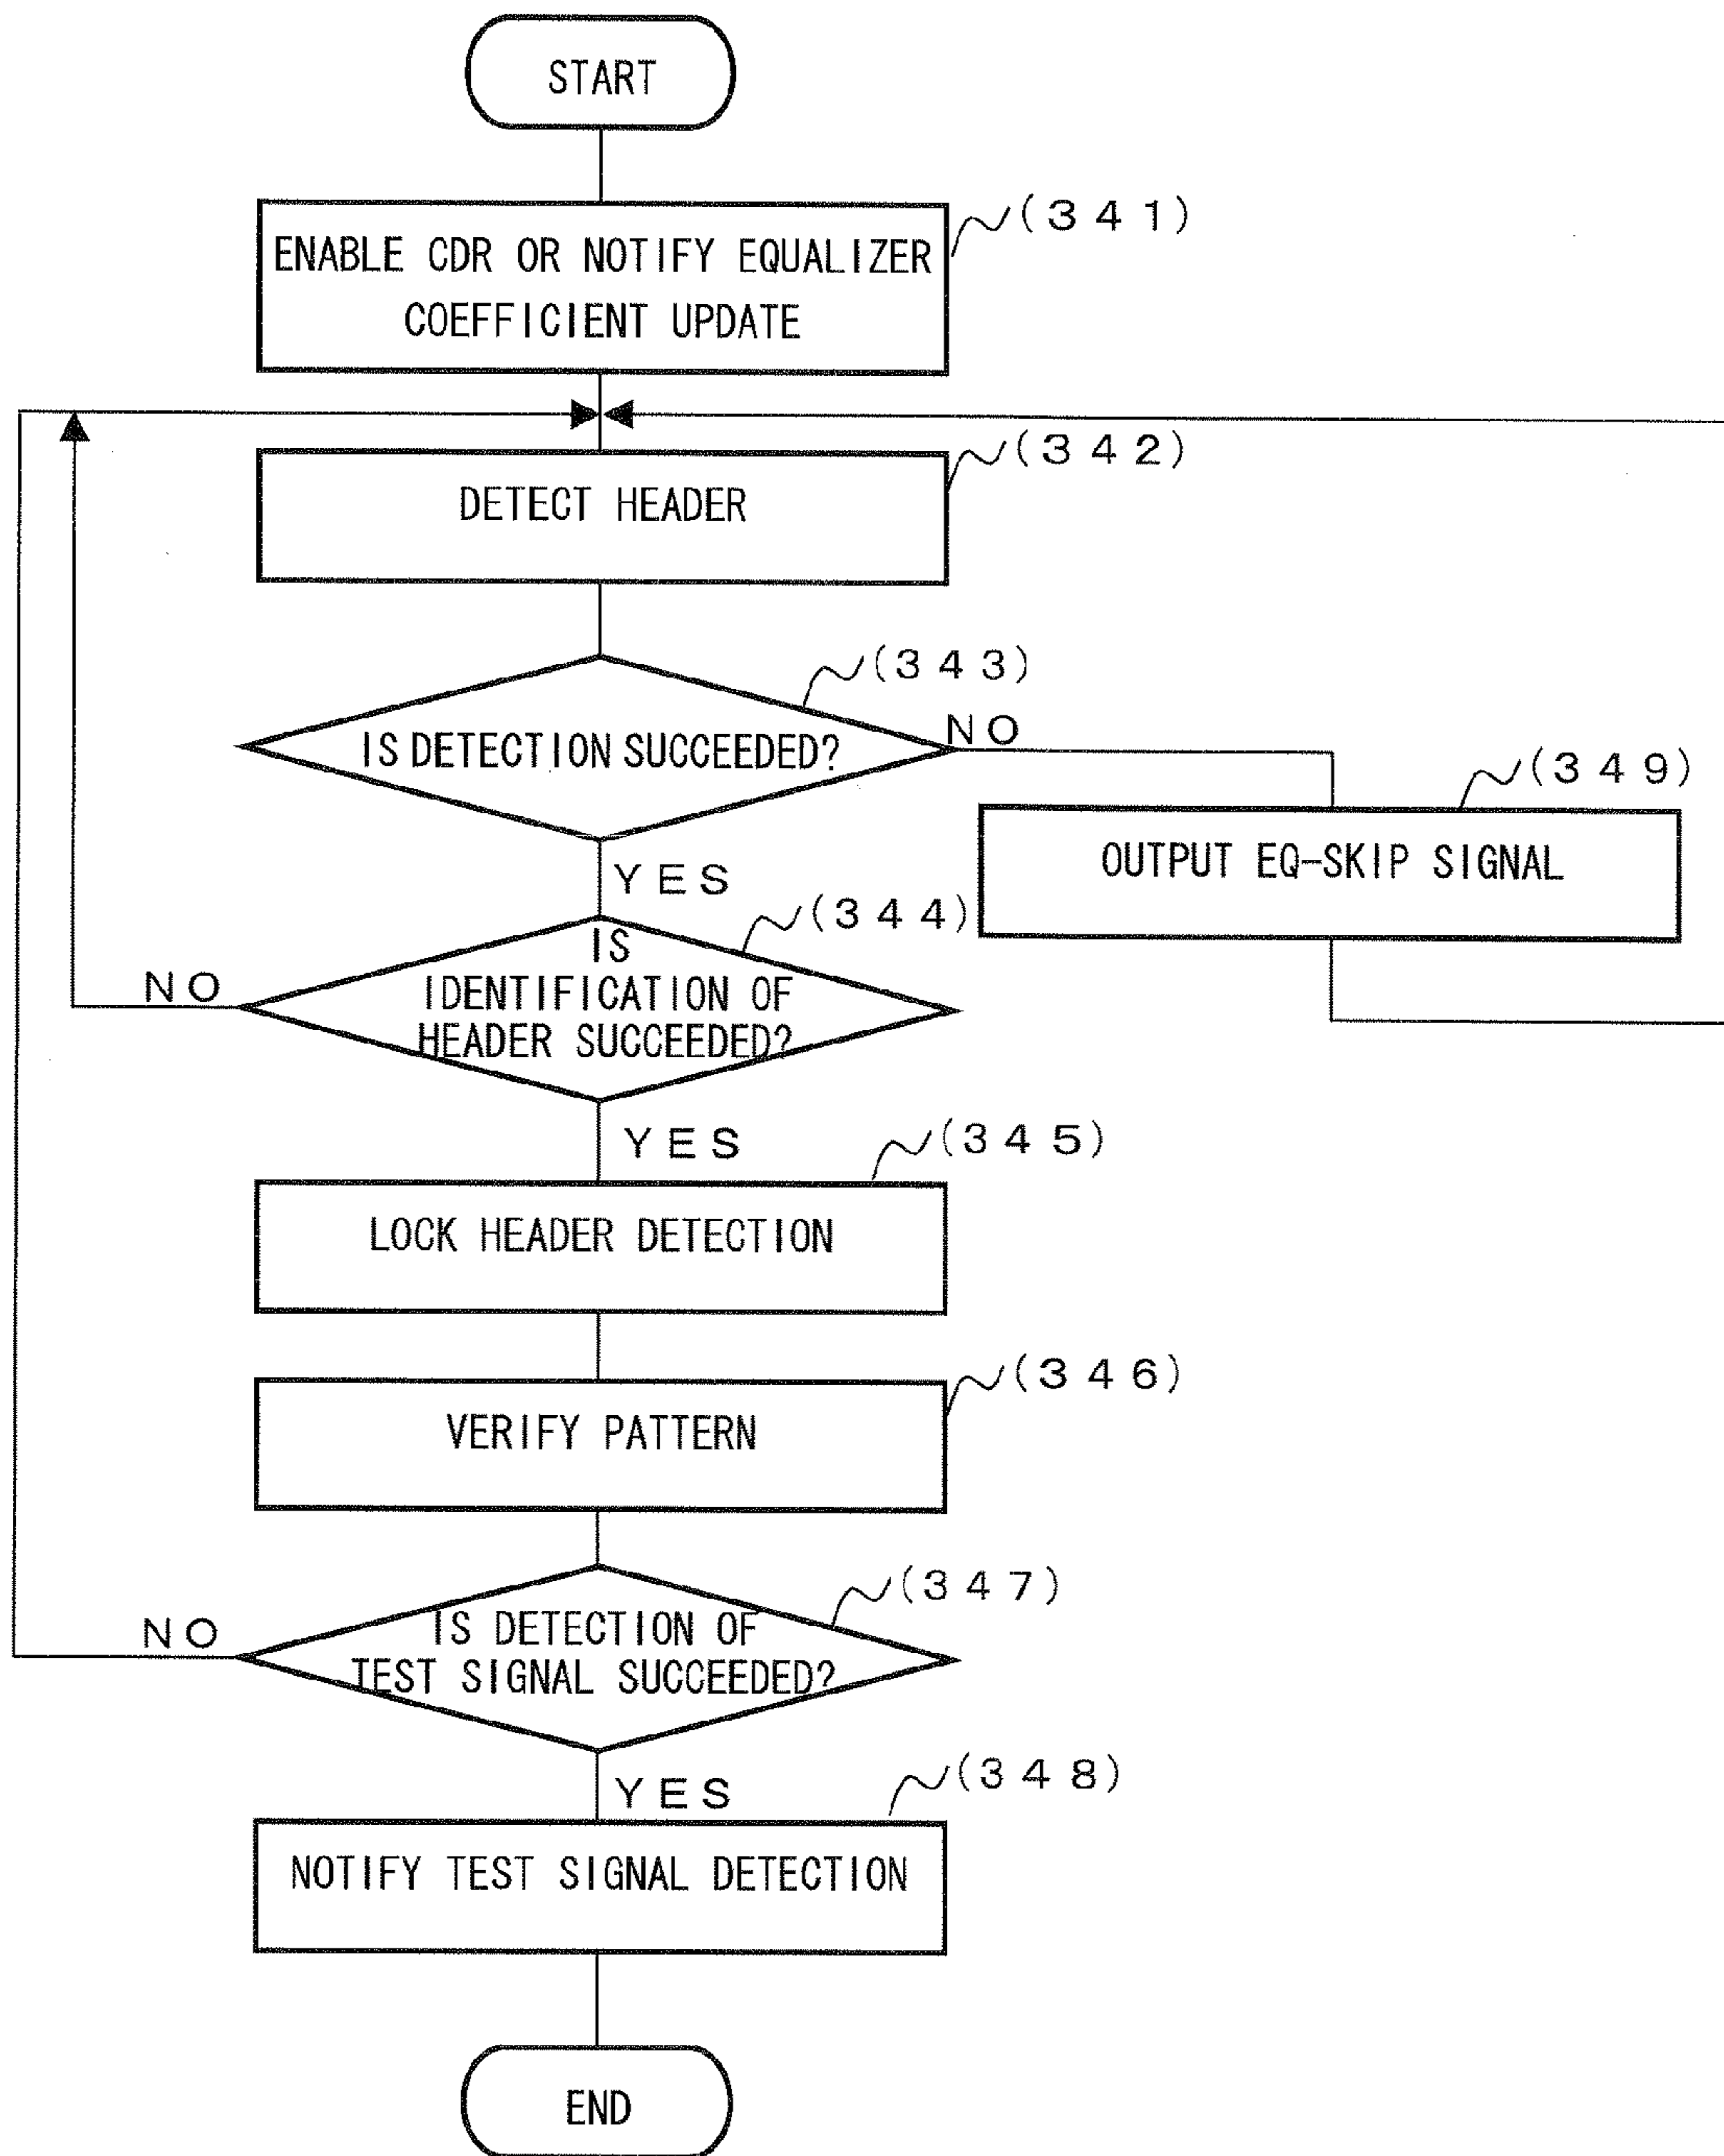 START
(341)
ENABLE CDR OR NOTIFY EQUALIZER
COEFFICIENT UPDATE
(342)
DETECT HEADER
(343)
IS DETECTION SUCCEEDED?
NO
(349)
OUTPUT EQ-SKIP SIGNAL
YES
(344)
IS
IDENTIFICATION OF
HEADER SUCCEEDED?
NO
YES
(345)
LOCK HEADER DETECTION
(346)
VERIFY PATTERN
(347)
IS DETECTION OF
TEST SIGNAL SUCCEEDED?
NO
YES
(348)
NOTIFY TEST SIGNAL DETECTION
END